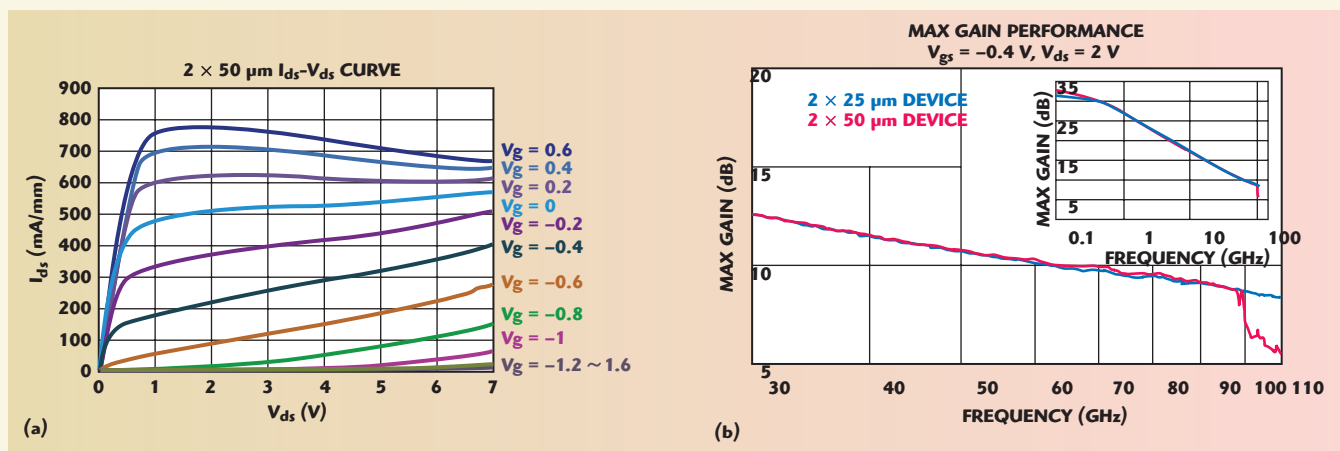 2 × 50 µm Ids–Vds CURVE
900
800
700
600
500
400
300
200
100
0
Ids (mA/mm)
0 1 2 3 4 5 6 7
Vds (V)
Vg = 0.6
Vg = 0.4
Vg = 0.2
Vg = 0
Vg = –0.2
Vg = –0.4
Vg = –0.6
Vg = –0.8
Vg = –1
Vg = –1.2 ~ 1.6
(a)
MAX GAIN PERFORMANCE
Vgs = –0.4 V, Vds = 2 V
20
15
10
5
MAX GAIN (dB)
2 × 25 µm DEVICE
2 × 50 µm DEVICE
35
25
15
5
MAX GAIN (dB)
0.1 1 10 100
FREQUENCY (GHz)
30 40 50 60 70 80 90 100 110
FREQUENCY (GHz)
(b)